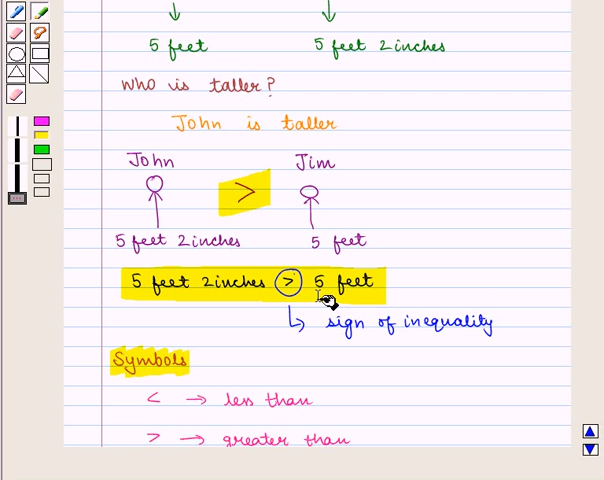 5 feet 5 feet 2 inches
Who is taller?
John is taller
John > Jim
5 feet 2 inches 5 feet
5 feet 2 inches > 5 feet
↳ sign of inequality
Symbols
< → less than
> → greater than